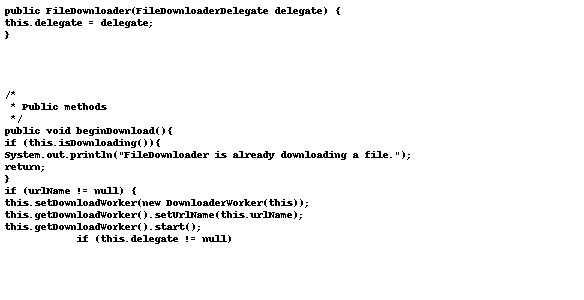 public FileDownloader(FileDownloaderDelegate delegate) {
this.delegate = delegate;
}
/*
* Public methods
*/
public void beginDownload(){
if (this.isDownloading()){
System.out.println("FileDownloader is already downloading a file.");
return;
}
if (urlName != null) {
this.setDownloadWorker(new DownloaderWorker(this));
this.getDownloadWorker().setUrlName(this.urlName);
this.getDownloadWorker().start();
if (this.delegate != null)